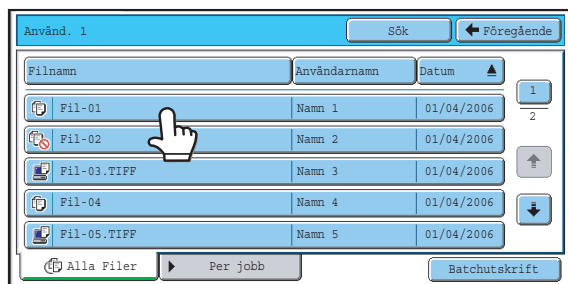 Använd. 1 Sök Föregående
Filnamn Användarnamn Datum
Fil-01 Namn 1 01/04/2006
Fil-02 Namn 2 01/04/2006
Fil-03.TIFF Namn 3 01/04/2006
Fil-04 Namn 4 01/04/2006
Fil-05.TIFF Namn 5 01/04/2006
1
2
Alla Filer Per jobb Batchutskrift